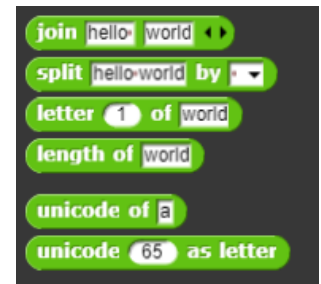 join hello world
split hello world by
letter 1 of world
length of world
unicode of a
unicode 65 as letter